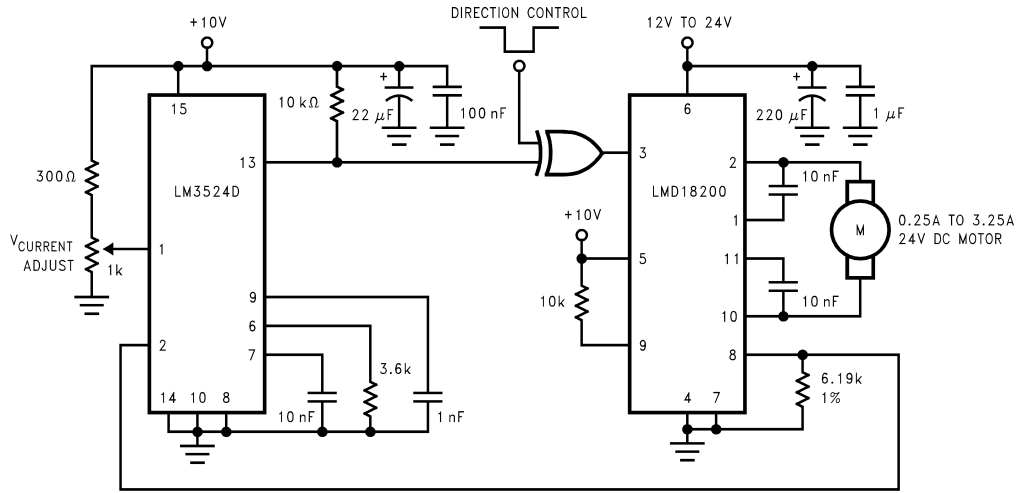 DIRECTION CONTROL
+10V
12V TO 24V
15
10 kΩ
+
22 µF
100 nF
6
+
220 µF
1 µF
13
3
2
10 nF
300Ω
LM3524D
LMD18200
1
+10V
M
0.25A TO 3.25A
24V DC MOTOR
VCURRENT
ADJUST
1
1k
5
11
9
10k
10 nF
6
10
2
7
9
8
3.6k
6.19k
1%
14
10
8
10 nF
1 nF
4
7